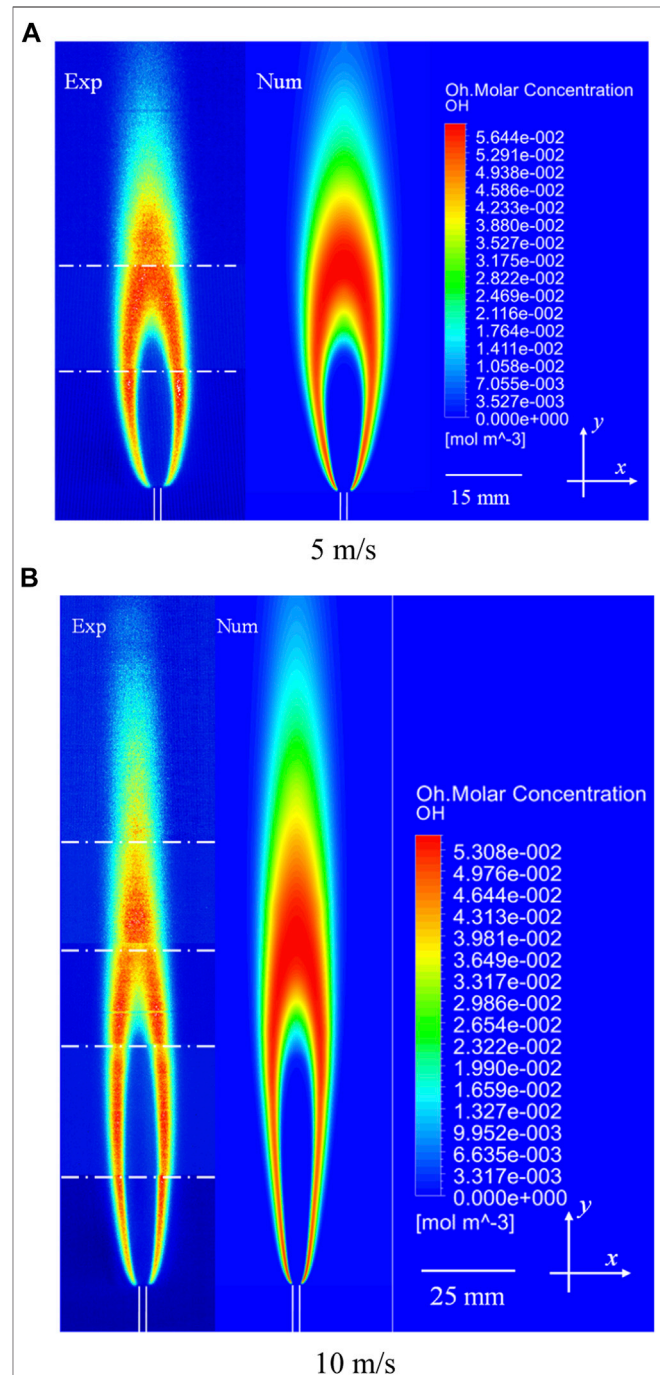 A
Exp
Num
Oh.Molar Concentration
OH
5.644e-002
5.291e-002
4.938e-002
4.586e-002
4.233e-002
3.880e-002
3.527e-002
3.175e-002
2.822e-002
2.469e-002
2.116e-002
1.764e-002
1.411e-002
1.058e-002
7.055e-003
3.527e-003
0.000e+000
[mol m^-3]
15 mm
y
x
5 m/s
B
Exp
Num
Oh.Molar Concentration
OH
5.308e-002
4.976e-002
4.644e-002
4.313e-002
3.981e-002
3.649e-002
3.317e-002
2.986e-002
2.654e-002
2.322e-002
1.990e-002
1.659e-002
1.327e-002
9.952e-003
6.635e-003
3.317e-003
0.000e+000
[mol m^-3]
25 mm
y
x
10 m/s